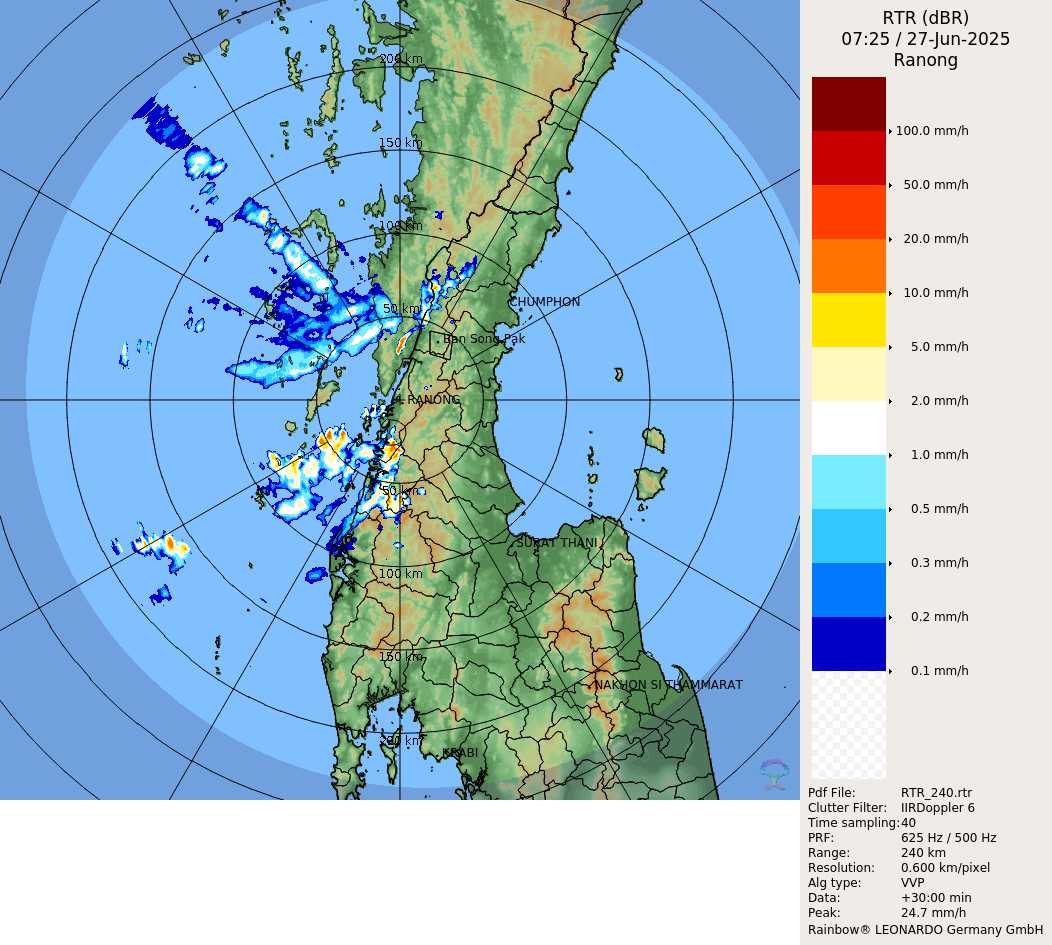 RTR (dBR)
07:25 / 27-Jun-2025
Ranong
200 km
150 km
100 km
50 km
CHUMPHON
Ban Song Pak
RANONG
50 km
SURAT THANI
100 km
150 km
NAKHON SI THAMMARAT
200 km
KRABI
100.0 mm/h
50.0 mm/h
20.0 mm/h
10.0 mm/h
5.0 mm/h
2.0 mm/h
1.0 mm/h
0.5 mm/h
0.3 mm/h
0.2 mm/h
0.1 mm/h
Pdf File: RTR_240.rtr
Clutter Filter: IIRDoppler 6
Time sampling: 40
PRF: 625 Hz / 500 Hz
Range: 240 km
Resolution: 0.600 km/pixel
Alg type: VVP
Data: +30:00 min
Peak: 24.7 mm/h
Rainbow® LEONARDO Germany GmbH